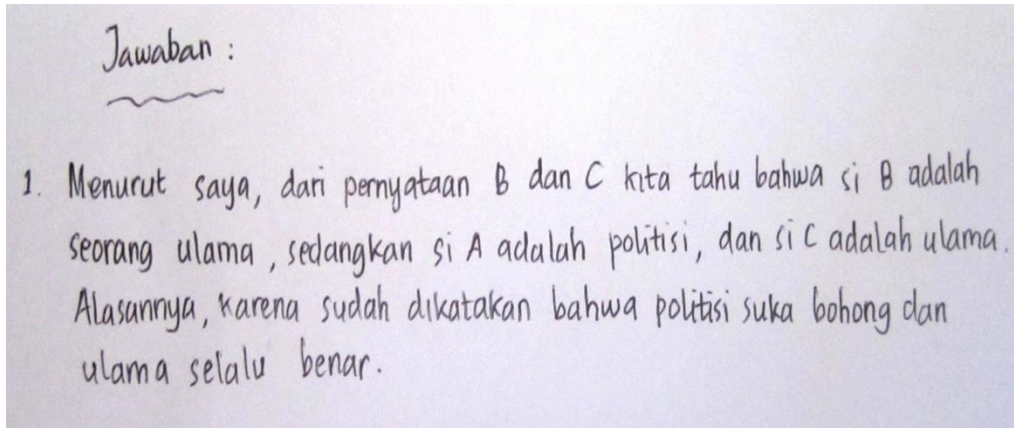 Jawaban :
1. Menurut saya, dari pernyataan B dan C kita tahu bahwa si B adalah
seorang ulama, sedangkan si A adalah politisi, dan si C adalah ulama.
Alasannya, karena sudah dikatakan bahwa politisi suka bohong dan
ulama selalu benar.